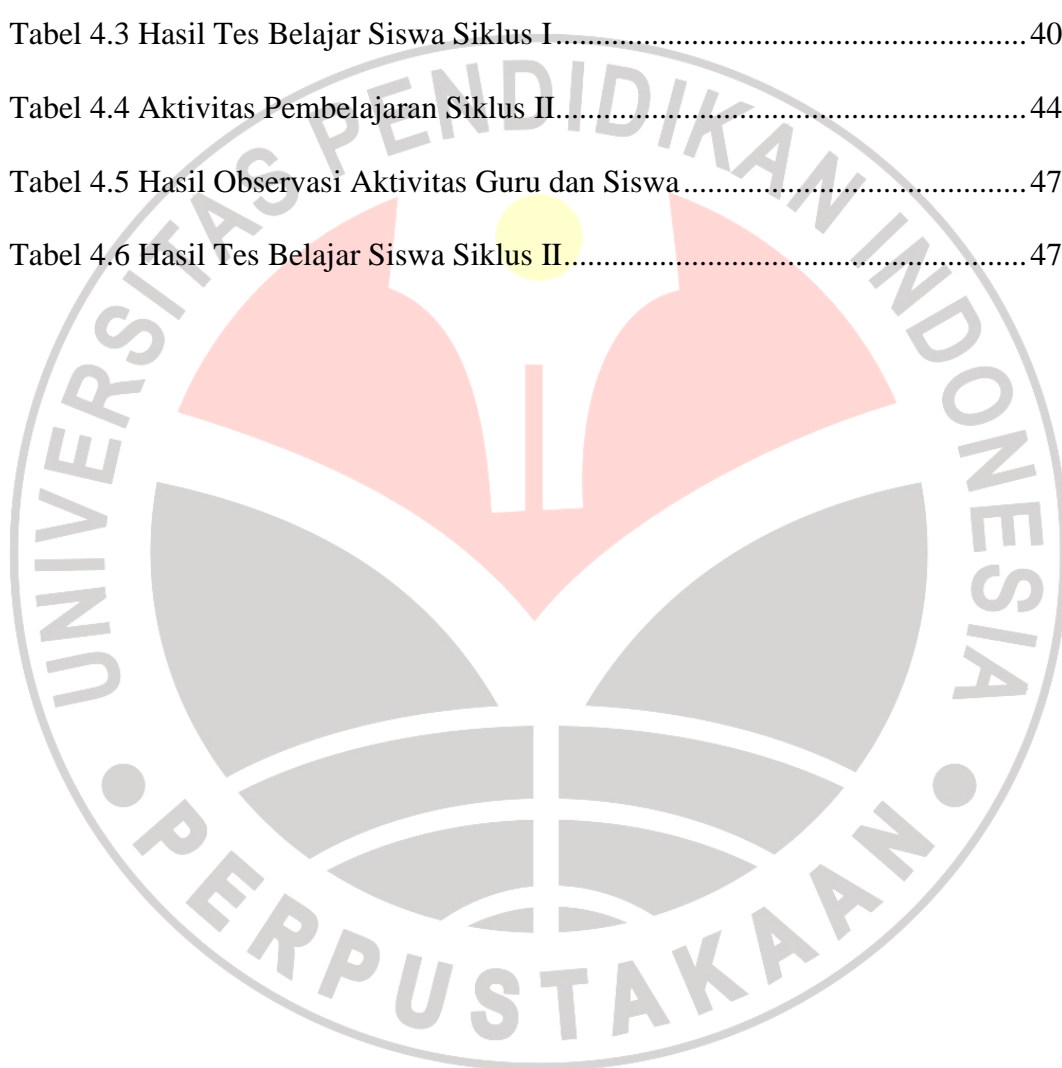 Tabel 4.3 Hasil Tes Belajar Siswa Siklus I.......................................................................... 40
Tabel 4.4 Aktivitas Pembelajaran Siklus II.......................................................................... 44
Tabel 4.5 Hasil Observasi Aktivitas Guru dan Siswa...................................................... 47
Tabel 4.6 Hasil Tes Belajar Siswa Siklus II......................................................................... 47
UNIVERSITAS PENDIDIKAN INDONESIA
PERPUSTAKAAN